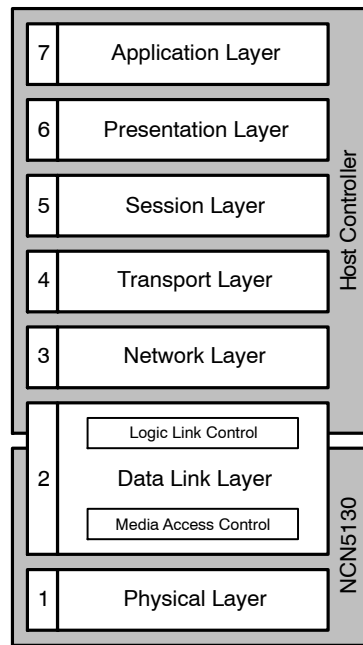 7 Application Layer
6 Presentation Layer
5 Session Layer
4 Transport Layer
3 Network Layer
Host Controller
Logic Link Control
2 Data Link Layer
Media Access Control
1 Physical Layer
NCN5130